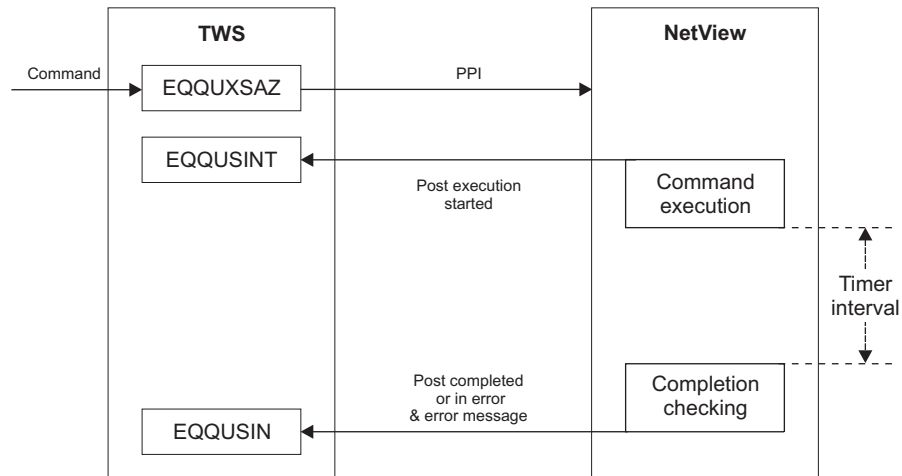 TWS
NetView
Command
EQQUXSAZ
PPI
EQQUSINT
Post execution
started
Command
execution
Timer
interval
Post completed
or in error
& error message
Completion
checking
EQQUSIN